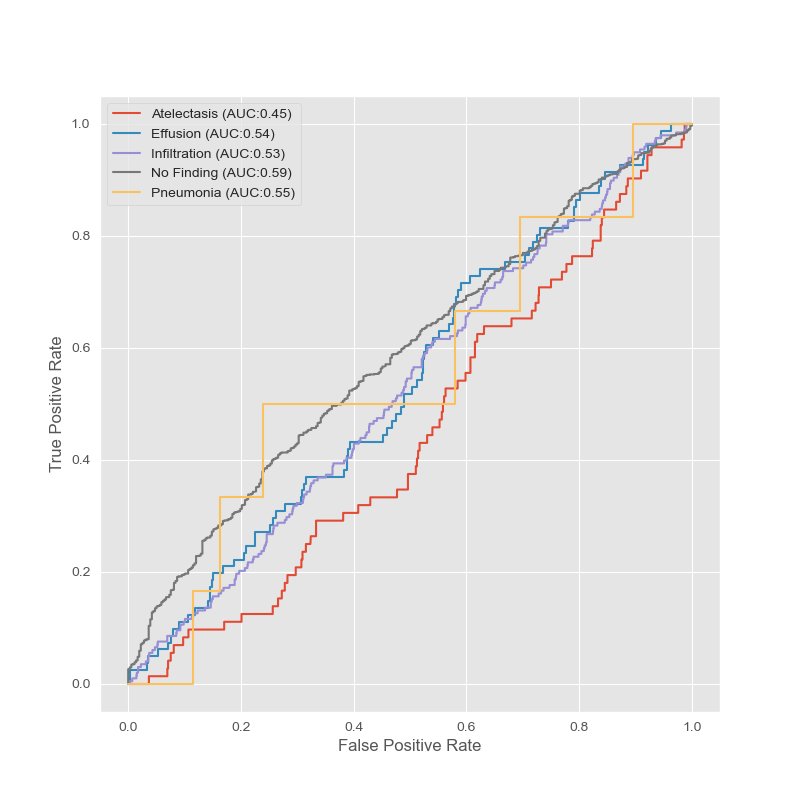 Atelectasis (AUC:0.45)
Effusion (AUC:0.54)
Infiltration (AUC:0.53)
No Finding (AUC:0.59)
Pneumonia (AUC:0.55)
1.0
0.8
0.6
0.4
0.2
0.0
True Positive Rate
0.0 0.2 0.4 0.6 0.8 1.0
False Positive Rate